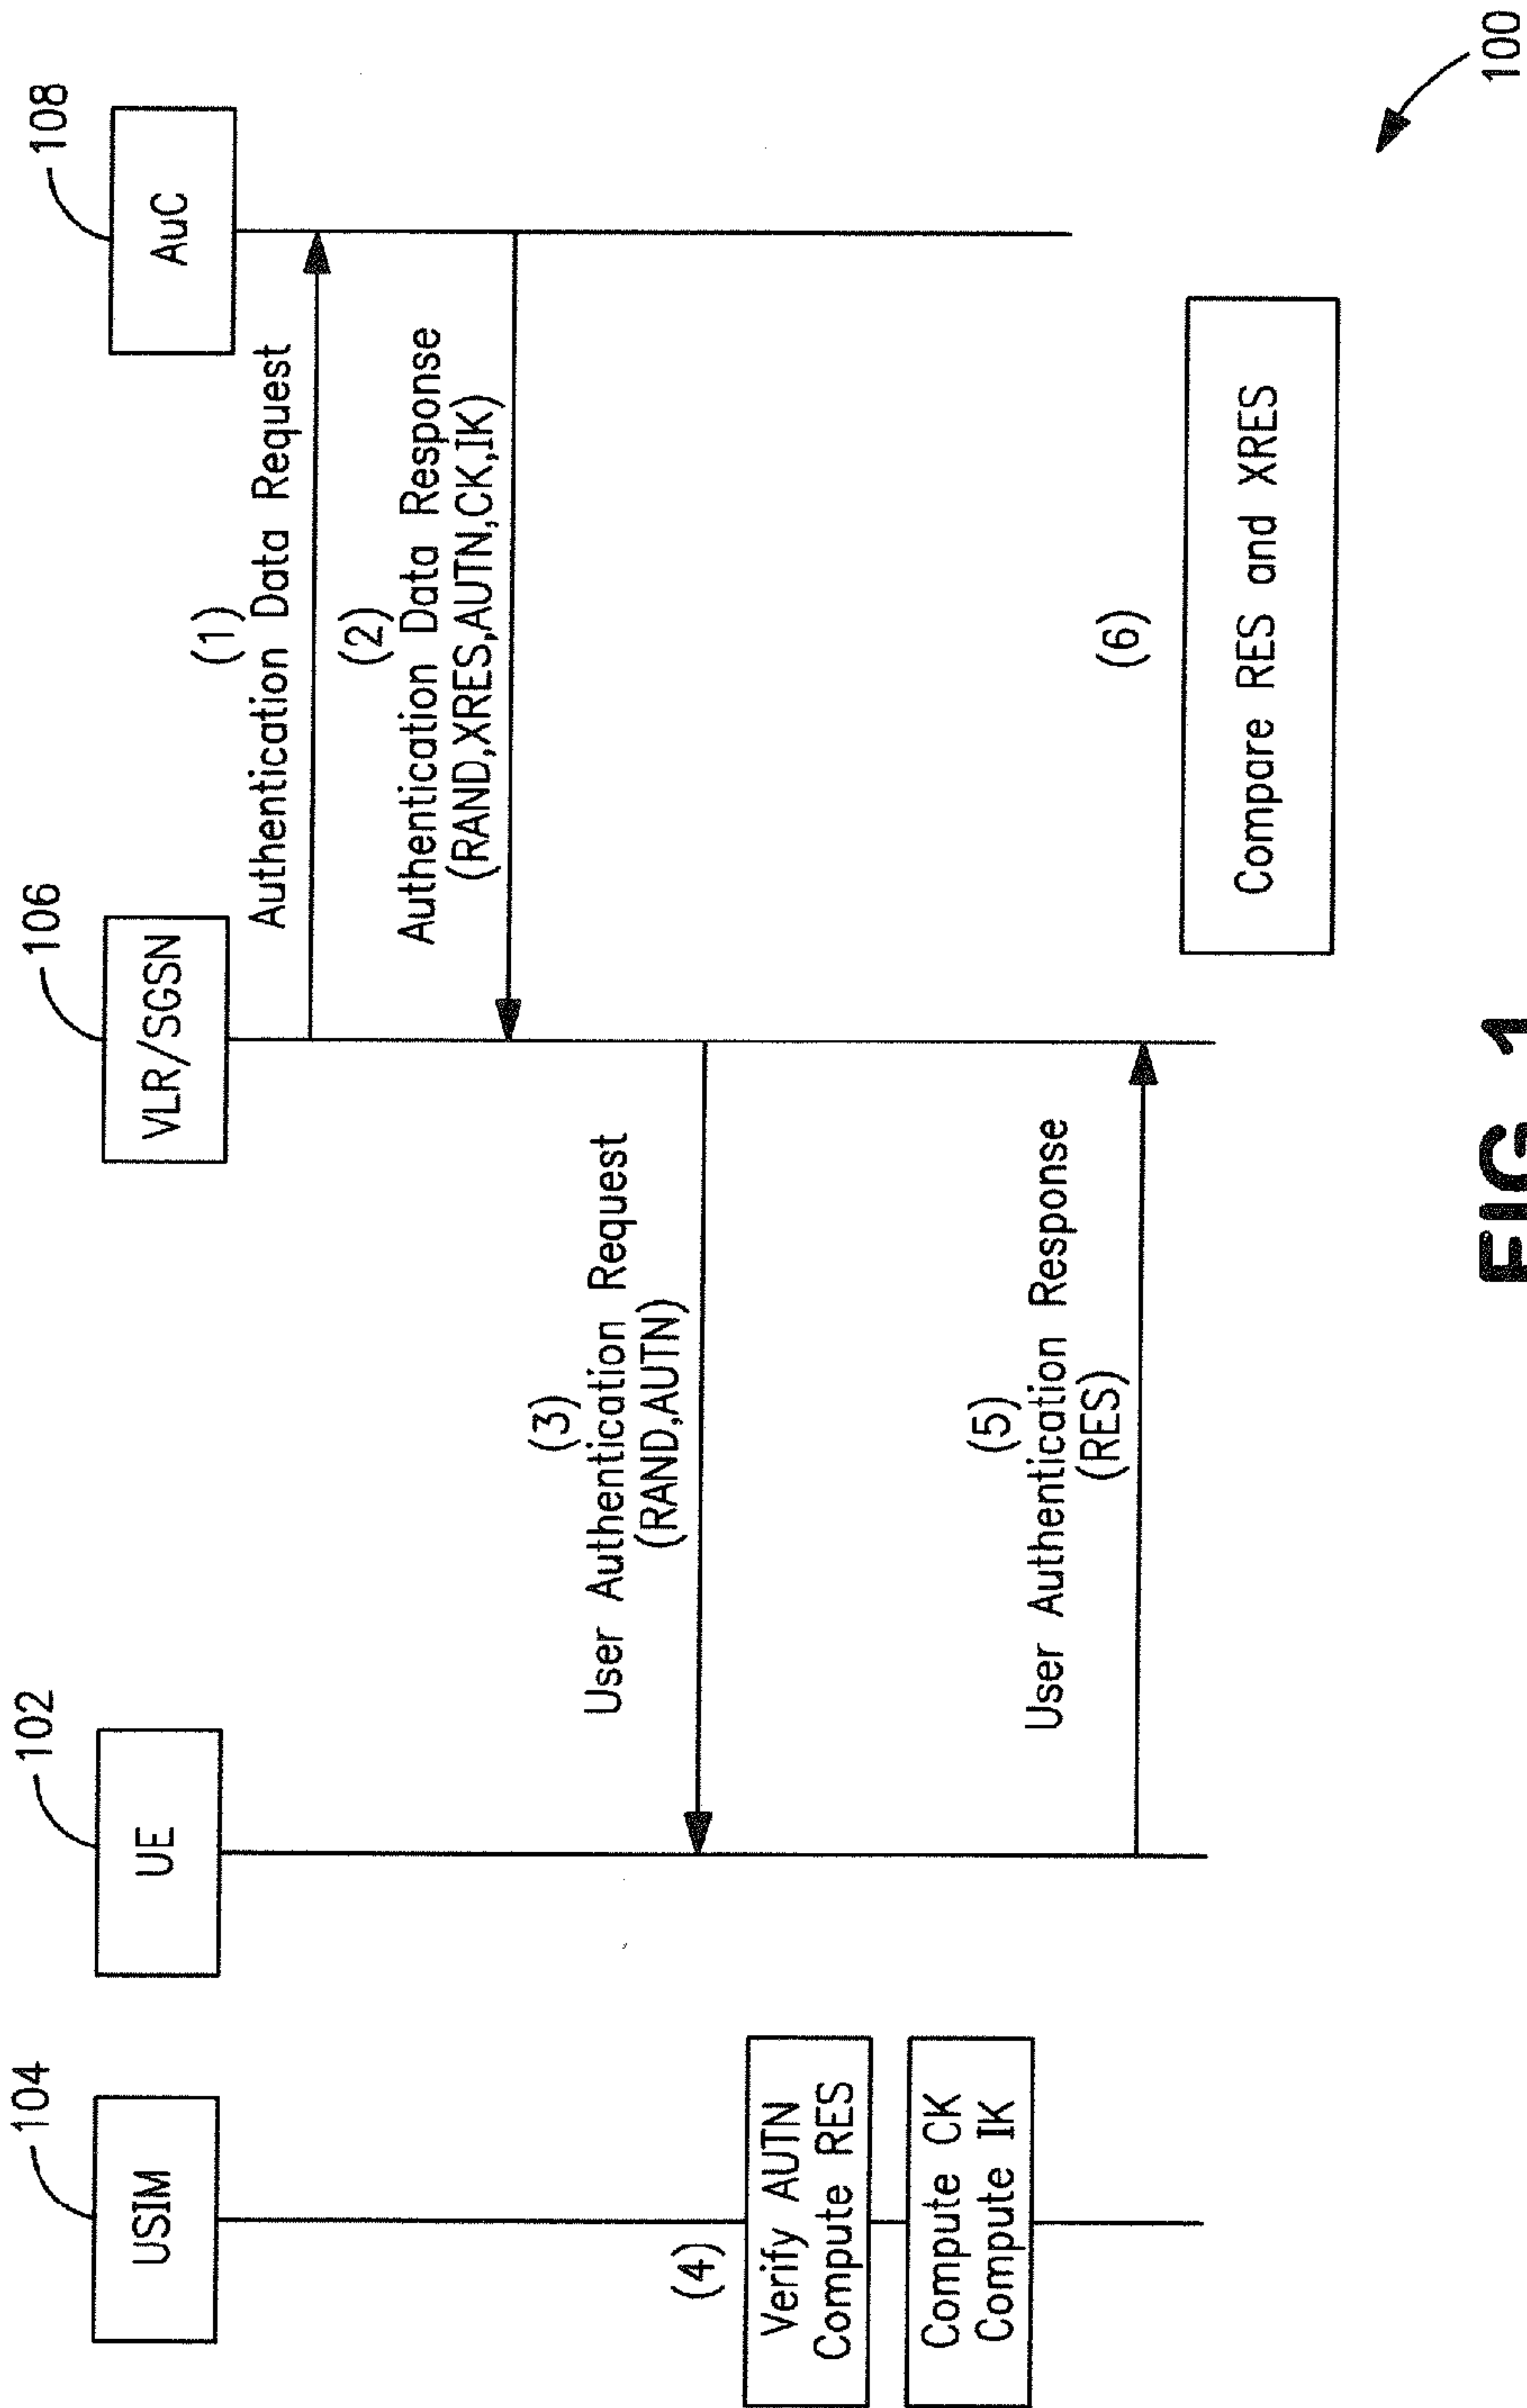 104
102
106
108
USIM
UE
VLR/SGSN
AuC
(1)
Authentication Data Request
(2)
Authentication Data Response
(RAND,XRES,AUTN,CK,IK)
(3)
User Authentication Request
(RAND,AUTN)
(4)
Verify AUTN
Compute RES
Compute CK
Compute IK
(5)
User Authentication Response
(RES)
(6)
Compare RES and XRES
100
FIG. 1